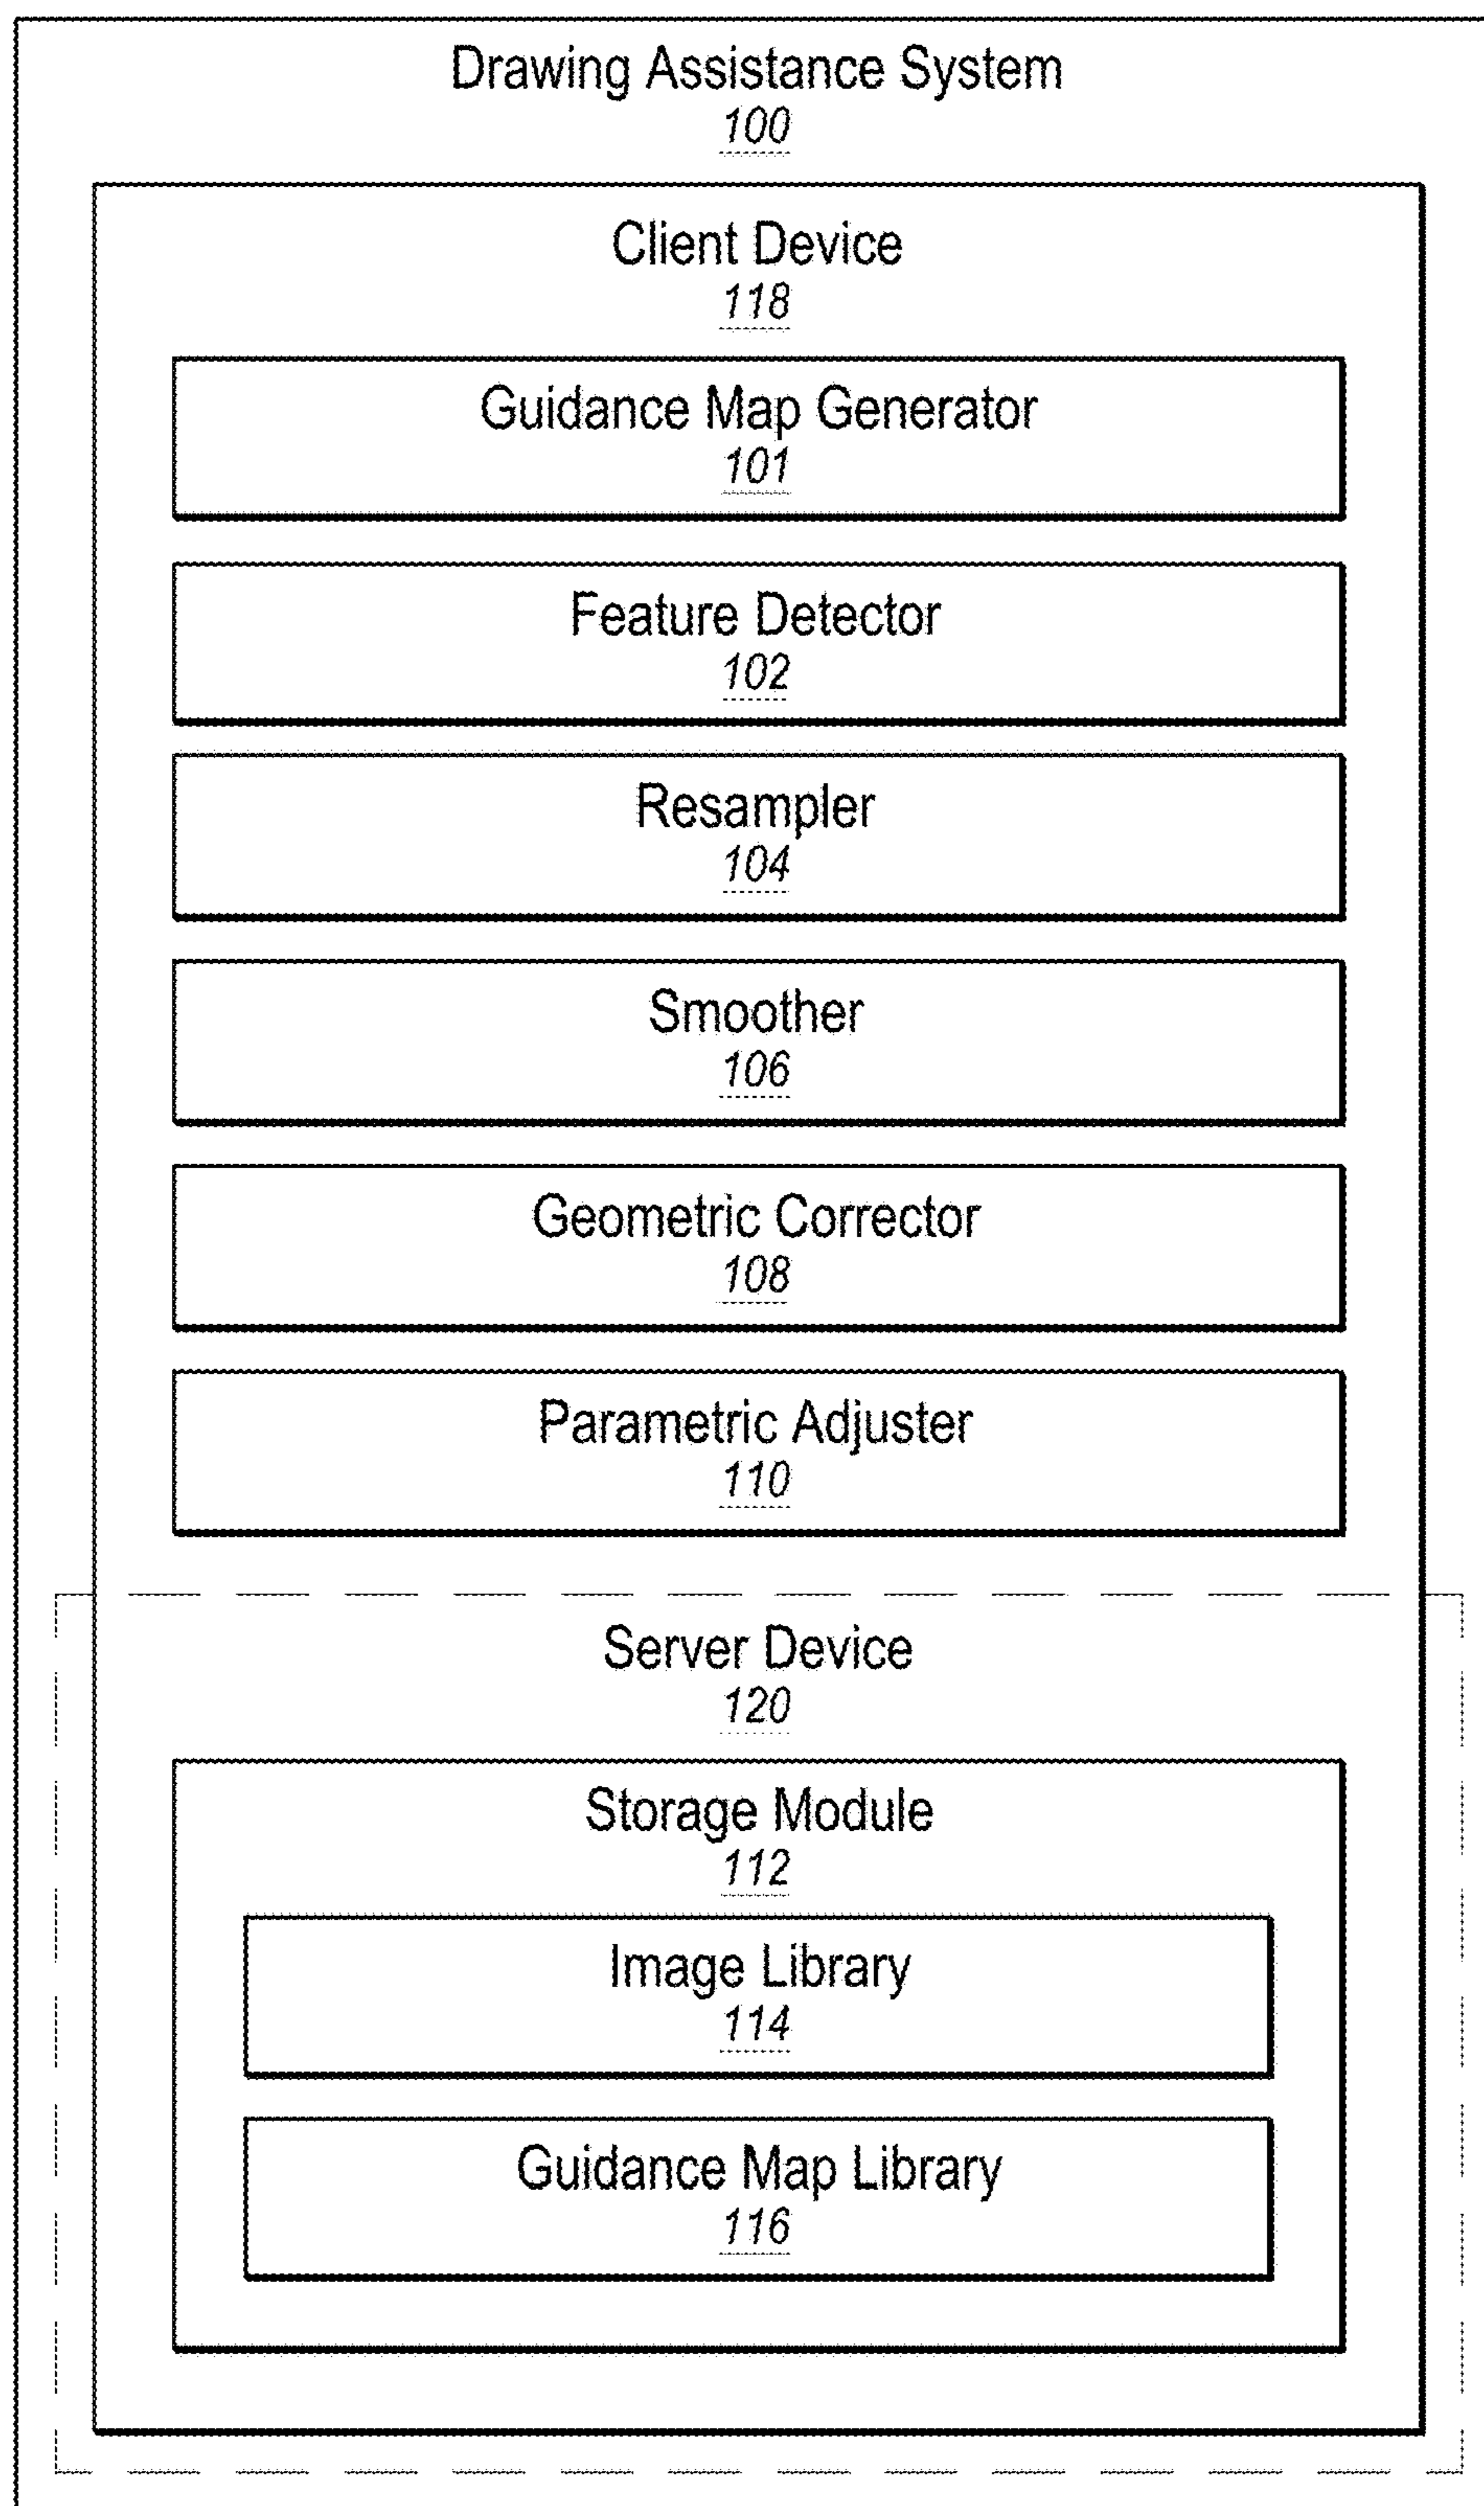 Drawing Assistance System
100
Client Device
118
Guidance Map Generator
101
Feature Detector
102
Resampler
104
Smoother
106
Geometric Corrector
108
Parametric Adjuster
110
Server Device
120
Storage Module
112
Image Library
114
Guidance Map Library
116